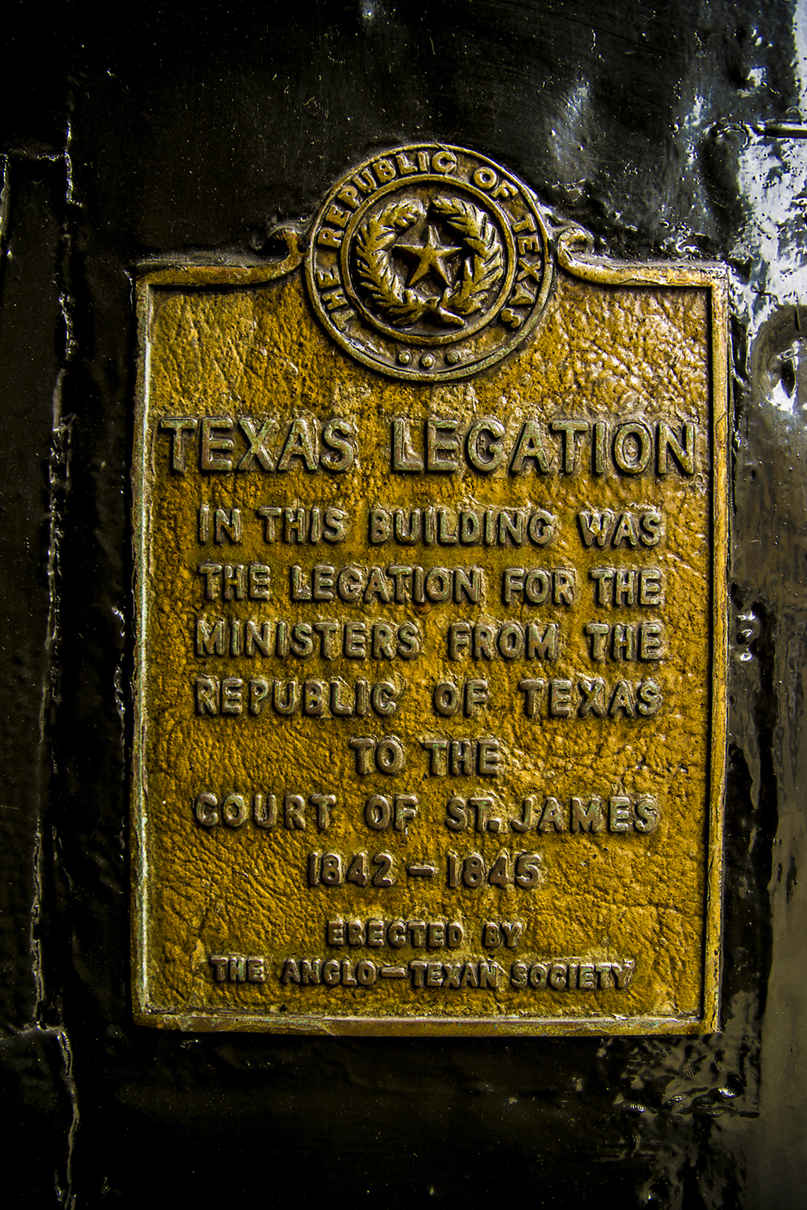 THE REPUBLIC OF TEXAS
TEXAS LEGATION
IN THIS BUILDING WAS
THE LEGATION FOR THE
MINISTERS FROM THE
REPUBLIC OF TEXAS
TO THE
COURT OF ST. JAMES
1842 - 1845
ERECTED BY
THE ANGLO-TEXAN SOCIETY